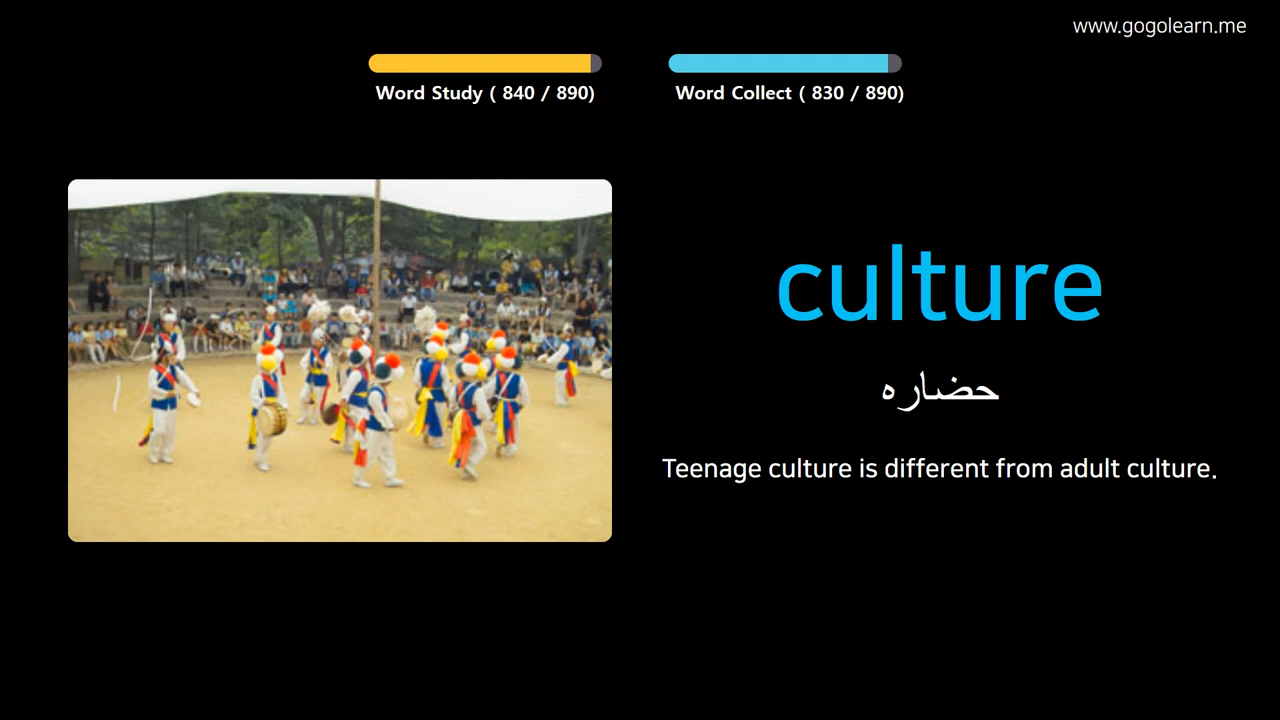 www.gogolearn.me
Word Study ( 840 / 890)
Word Collect ( 830 / 890)
culture
حضاره
Teenage culture is different from adult culture.